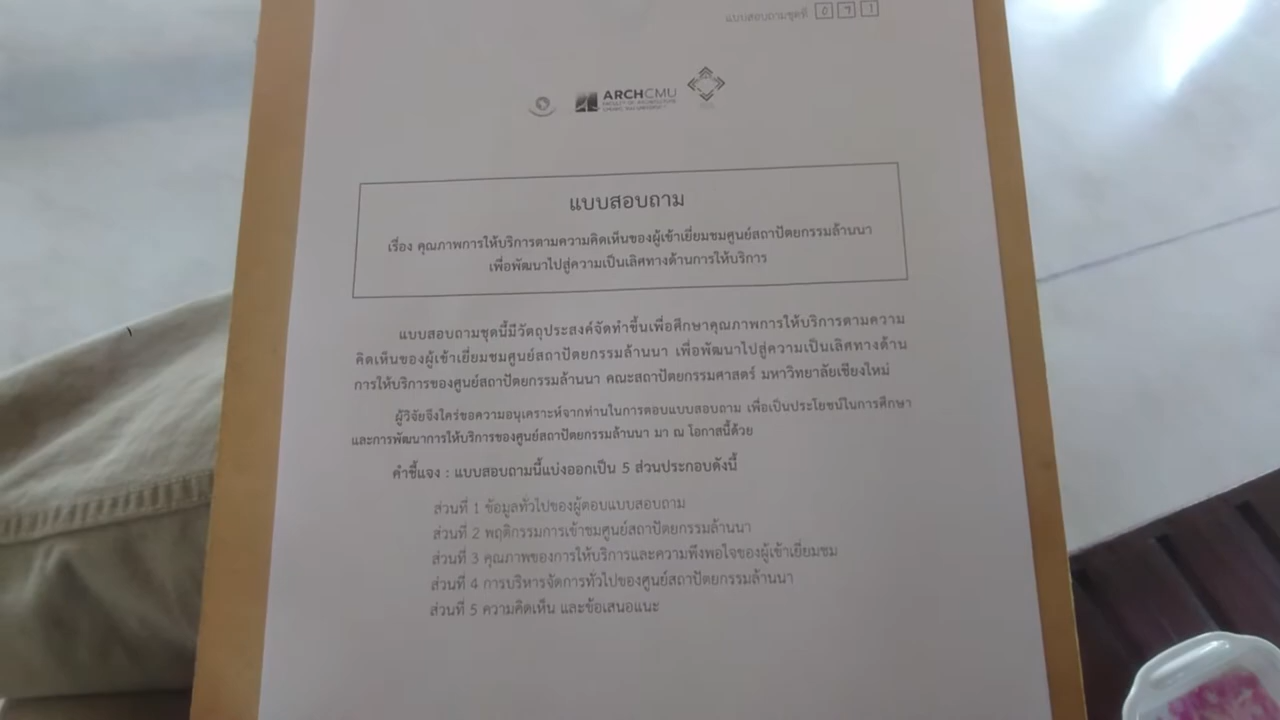 แบบสอบถามชุดที่ 0 7 1
ARCHCMU
แบบสอบถาม
เรื่อง คุณภาพการให้บริการตามความคิดเห็นของผู้เข้าเยี่ยมชมศูนย์สถาปัตยกรรมล้านนา
เพื่อพัฒนาไปสู่ความเป็นเลิศทางด้านการให้บริการ
แบบสอบถามชุดนี้มีวัตถุประสงค์จัดทำขึ้นเพื่อศึกษาคุณภาพการให้บริการตามความ
คิดเห็นของผู้เข้าเยี่ยมชมศูนย์สถาปัตยกรรมล้านนา เพื่อพัฒนาไปสู่ความเป็นเลิศทางด้าน
การให้บริการของศูนย์สถาปัตยกรรมล้านนา คณะสถาปัตยกรรมศาสตร์ มหาวิทยาลัยเชียงใหม่
ผู้วิจัยจึงใคร่ขอความอนุเคราะห์จากท่านในการตอบแบบสอบถาม เพื่อเป็นประโยชน์ในการศึกษา
และการพัฒนาการให้บริการของศูนย์สถาปัตยกรรมล้านนา มา ณ โอกาสนี้ด้วย
คำชี้แจง : แบบสอบถามนี้แบ่งออกเป็น 5 ส่วนประกอบดังนี้
ส่วนที่ 1 ข้อมูลทั่วไปของผู้ตอบแบบสอบถาม
ส่วนที่ 2 พฤติกรรมการเข้าชมศูนย์สถาปัตยกรรมล้านนา
ส่วนที่ 3 คุณภาพของการให้บริการและความพึงพอใจของผู้เข้าเยี่ยมชม
ส่วนที่ 4 การบริหารจัดการทั่วไปของศูนย์สถาปัตยกรรมล้านนา
ส่วนที่ 5 ความคิดเห็น และข้อเสนอแนะ